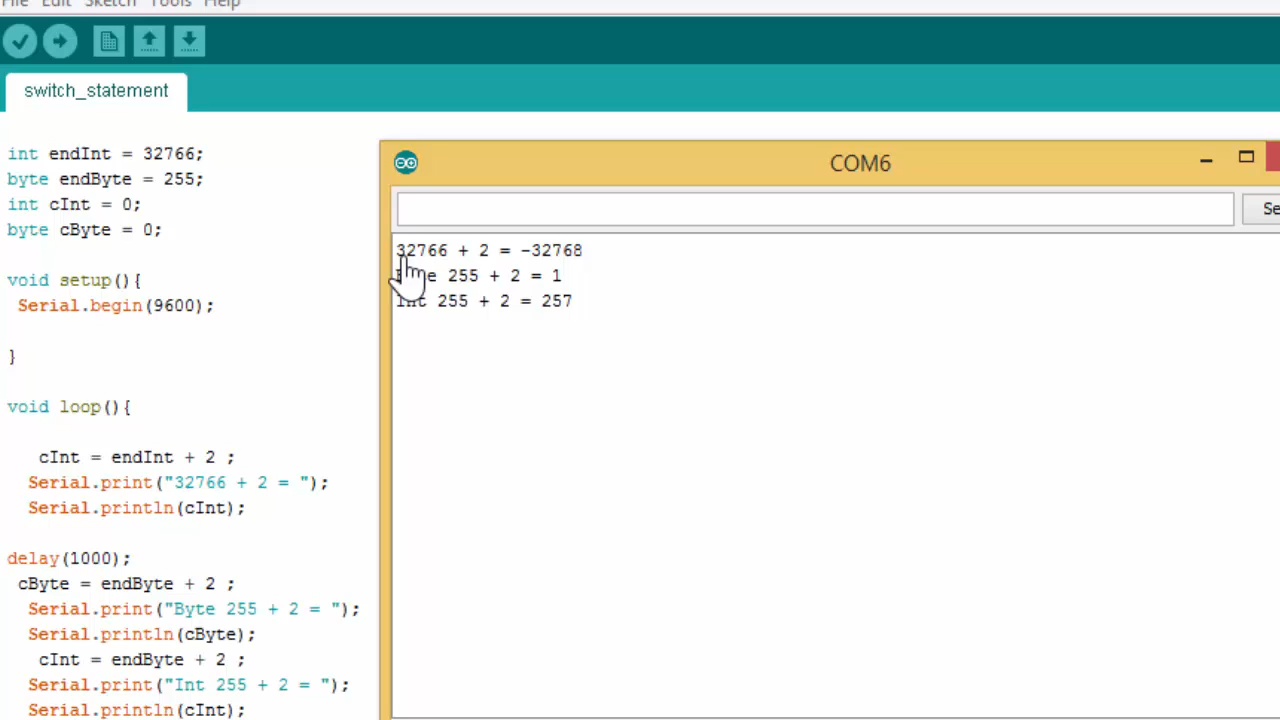 File Edit Sketch Tools Help
switch_statement
int endInt = 32766;
byte endByte = 255;
int cInt = 0;
byte cByte = 0;
void setup(){
Serial.begin(9600);
}
void loop(){
cInt = endInt + 2 ;
Serial.print("32766 + 2 = ");
Serial.println(cInt);
delay(1000);
cByte = endByte + 2 ;
Serial.print("Byte 255 + 2 = ");
Serial.println(cByte);
cInt = endByte + 2 ;
Serial.print("Int 255 + 2 = ");
Serial.println(cInt);
COM6
Se
32766 + 2 = -32768
Byte 255 + 2 = 1
Int 255 + 2 = 257